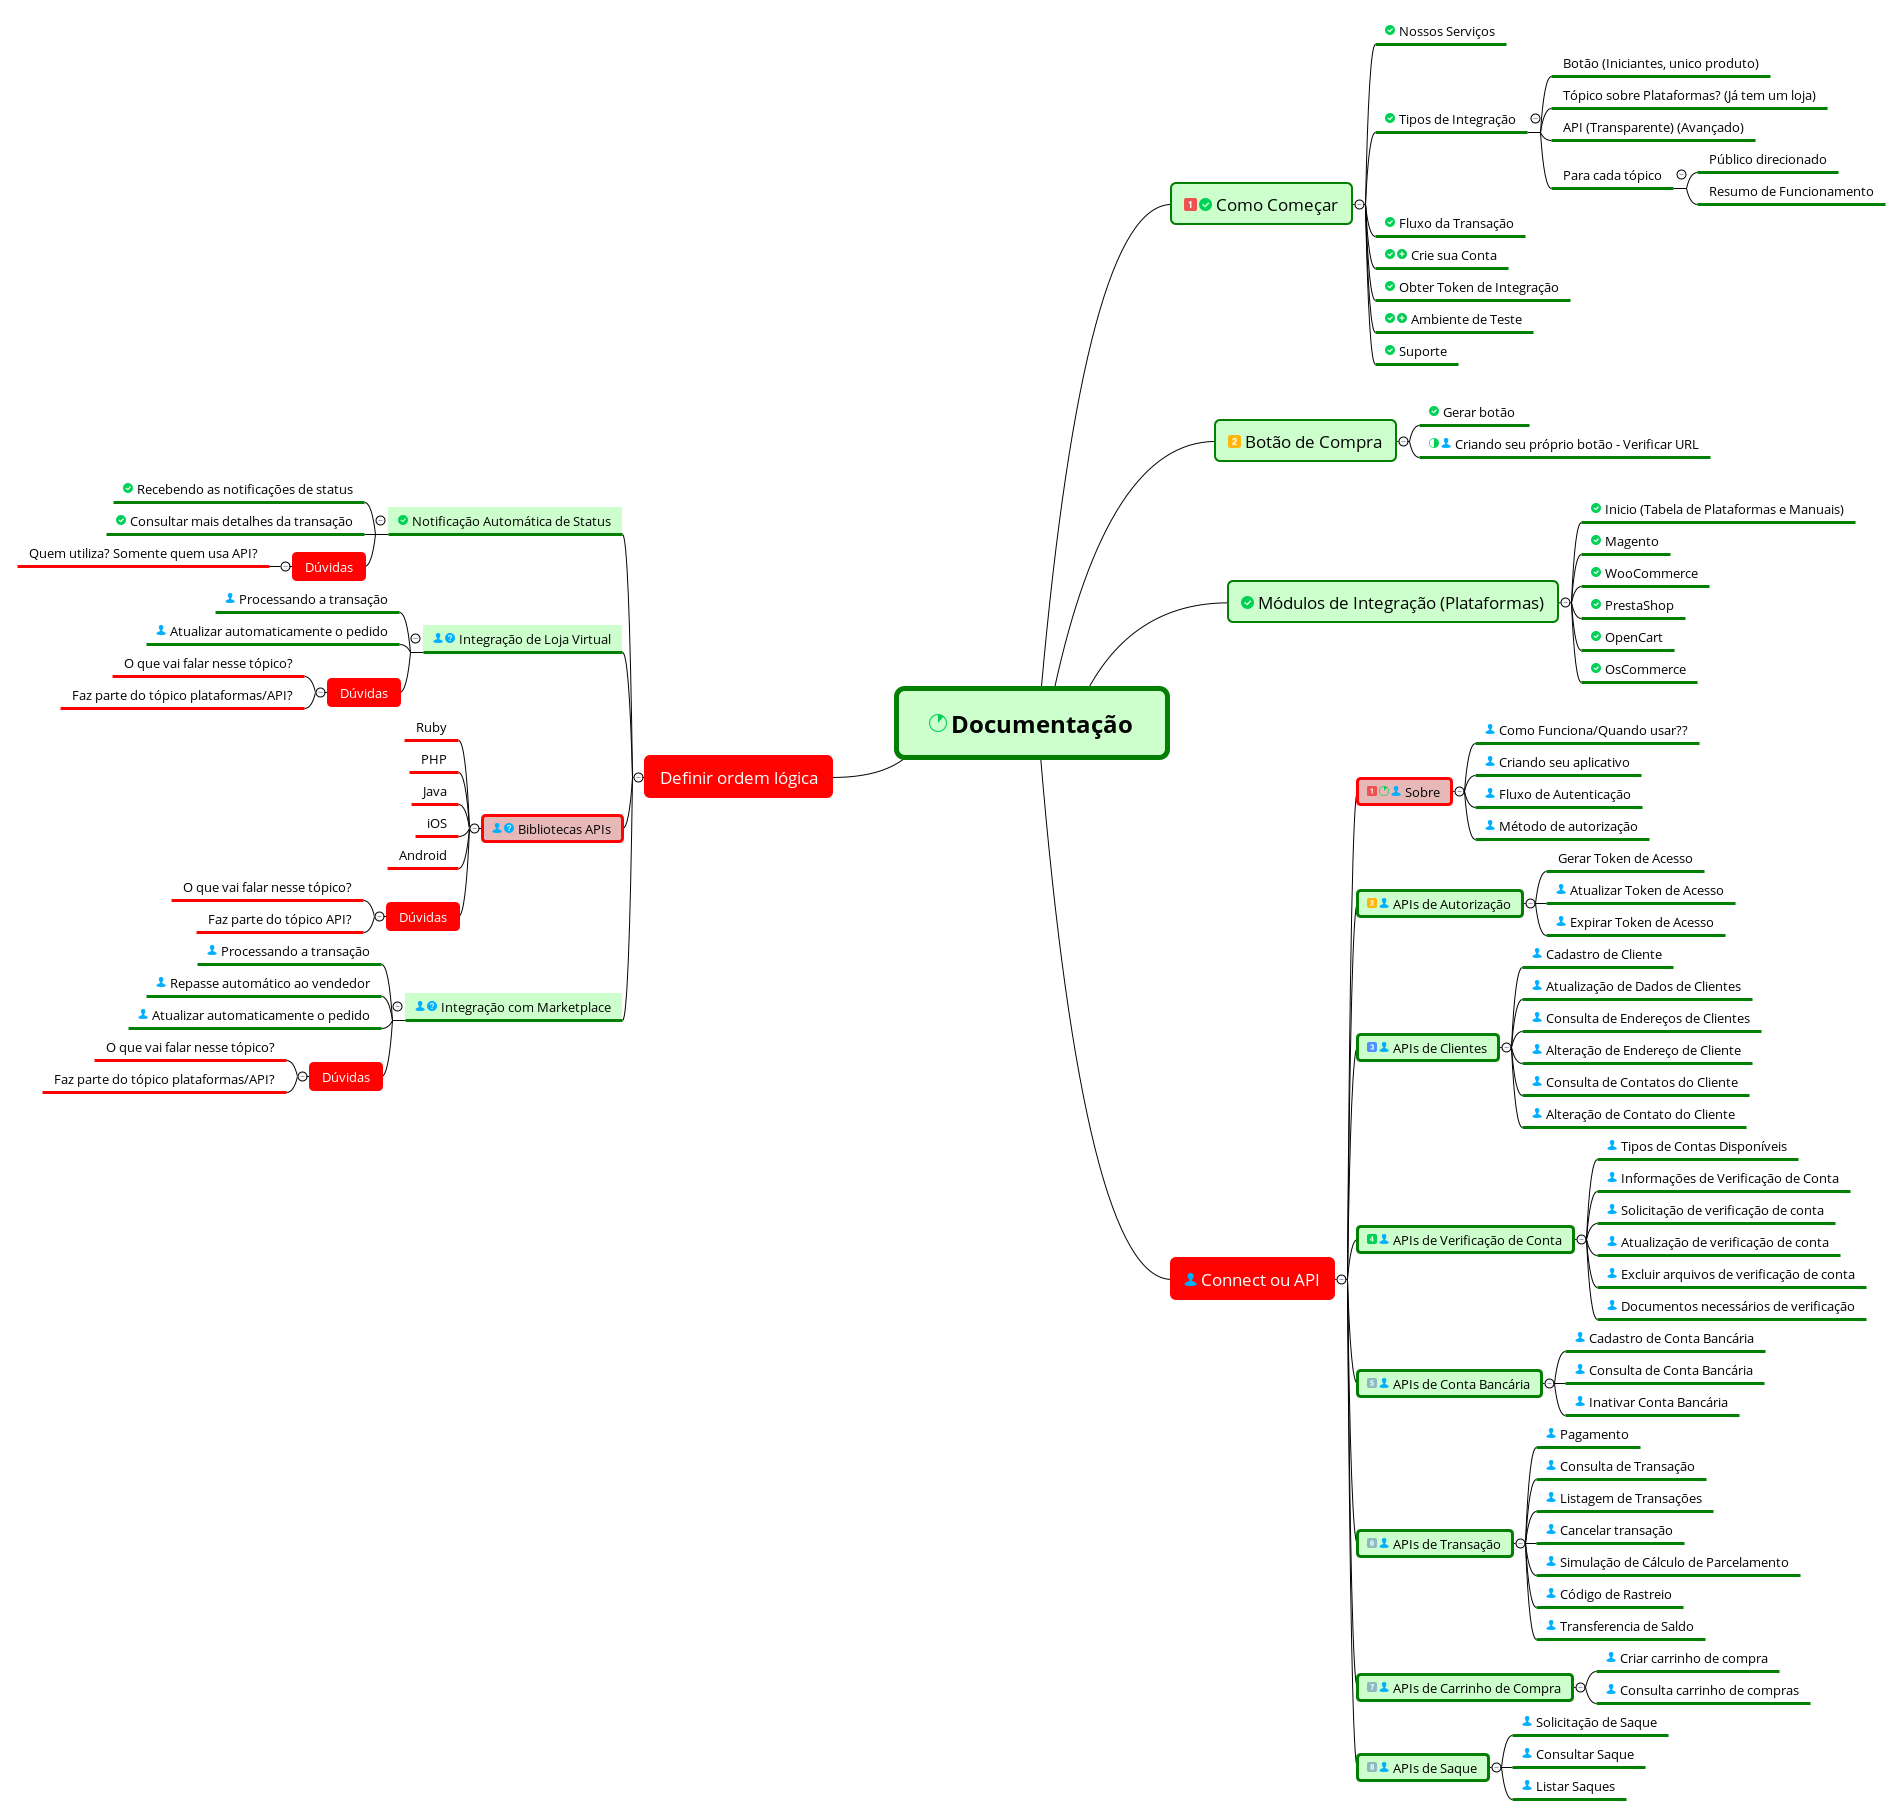 Documentação
1 Como Começar
Nossos Serviços
Tipos de Integração
Botão (Iniciantes, unico produto)
Tópico sobre Plataformas? (Já tem um loja)
API (Transparente) (Avançado)
Para cada tópico
Público direcionado
Resumo de Funcionamento
Fluxo da Transação
Crie sua Conta
Obter Token de Integração
Ambiente de Teste
Suporte
2 Botão de Compra
Gerar botão
Criando seu próprio botão - Verificar URL
Módulos de Integração (Plataformas)
Inicio (Tabela de Plataformas e Manuais)
Magento
WooCommerce
PrestaShop
OpenCart
OsCommerce
Connect ou API
1 Sobre
Como Funciona/Quando usar??
Criando seu aplicativo
Fluxo de Autenticação
Método de autorização
2 APIs de Autorização
Gerar Token de Acesso
Atualizar Token de Acesso
Expirar Token de Acesso
3 APIs de Clientes
Cadastro de Cliente
Atualização de Dados de Clientes
Consulta de Endereços de Clientes
Alteração de Endereço de Cliente
Consulta de Contatos do Cliente
Alteração de Contato do Cliente
4 APIs de Verificação de Conta
Tipos de Contas Disponíveis
Informações de Verificação de Conta
Solicitação de verificação de conta
Atualização de verificação de conta
Excluir arquivos de verificação de conta
Documentos necessários de verificação
5 APIs de Conta Bancária
Cadastro de Conta Bancária
Consulta de Conta Bancária
Inativar Conta Bancária
6 APIs de Transação
Pagamento
Consulta de Transação
Listagem de Transações
Cancelar transação
Simulação de Cálculo de Parcelamento
Código de Rastreio
Transferencia de Saldo
7 APIs de Carrinho de Compra
Criar carrinho de compra
Consulta carrinho de compras
8 APIs de Saque
Solicitação de Saque
Consultar Saque
Listar Saques
Definir ordem lógica
Notificação Automática de Status
Recebendo as notificações de status
Consultar mais detalhes da transação
Dúvidas
Quem utiliza? Somente quem usa API?
? Integração de Loja Virtual
Processando a transação
Atualizar automaticamente o pedido
Dúvidas
O que vai falar nesse tópico?
Faz parte do tópico plataformas/API?
? Bibliotecas APIs
Ruby
PHP
Java
iOS
Android
Dúvidas
O que vai falar nesse tópico?
Faz parte do tópico API?
? Integração com Marketplace
Processando a transação
Repasse automático ao vendedor
Atualizar automaticamente o pedido
Dúvidas
O que vai falar nesse tópico?
Faz parte do tópico plataformas/API?